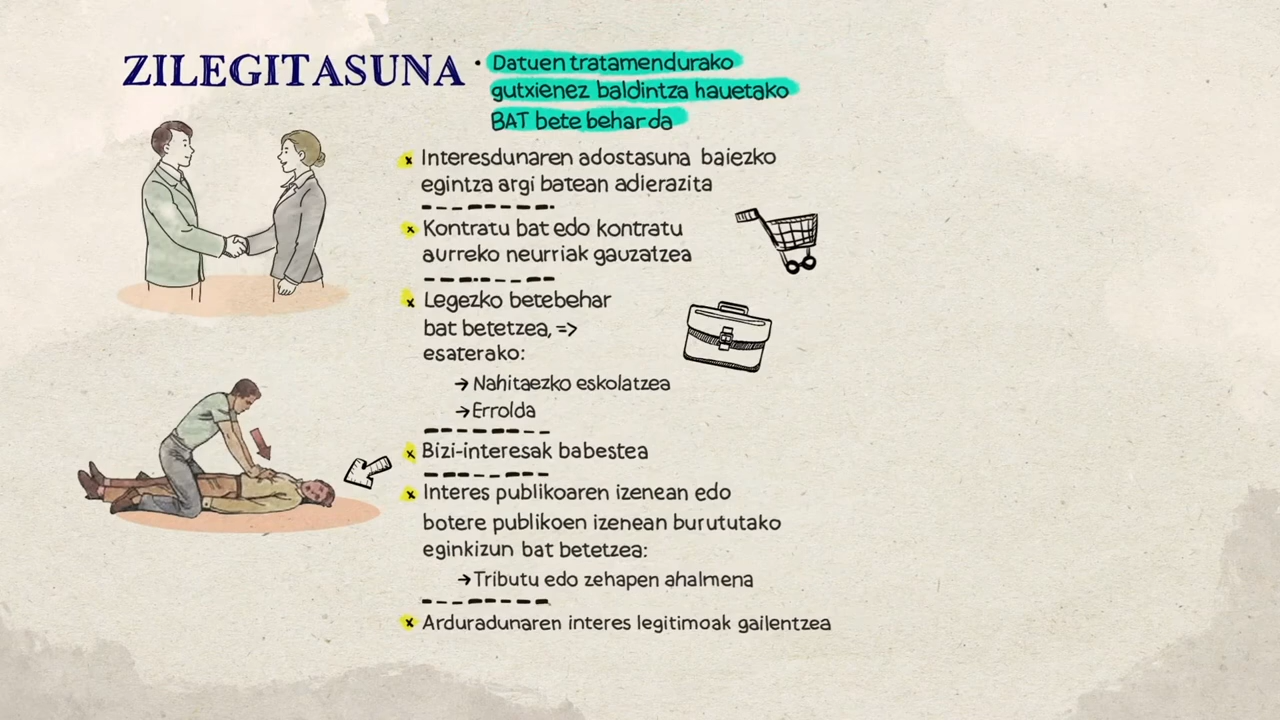 ZILEGITASUNA
• Datuen tratamendurako
gutxienez baldintza hauetako
BAT bete behar da
x Interesdunaren adostasuna baiezko
egintza argi batean adierazita
x Kontratu bat edo kontratu
aurreko neurriak gauzatzea
x Legezko betebehar
bat betetzea, =>
esaterako:
→ Nahitaezko eskolatzea
→ Errolda
x Bizi-interesak babestea
x Interes publikoaren izenean edo
botere publikoen izenean burututako
eginkizun bat betetzea:
→ Tributu edo zehapen ahalmena
x Arduradunaren interes legitimoak gailentzea